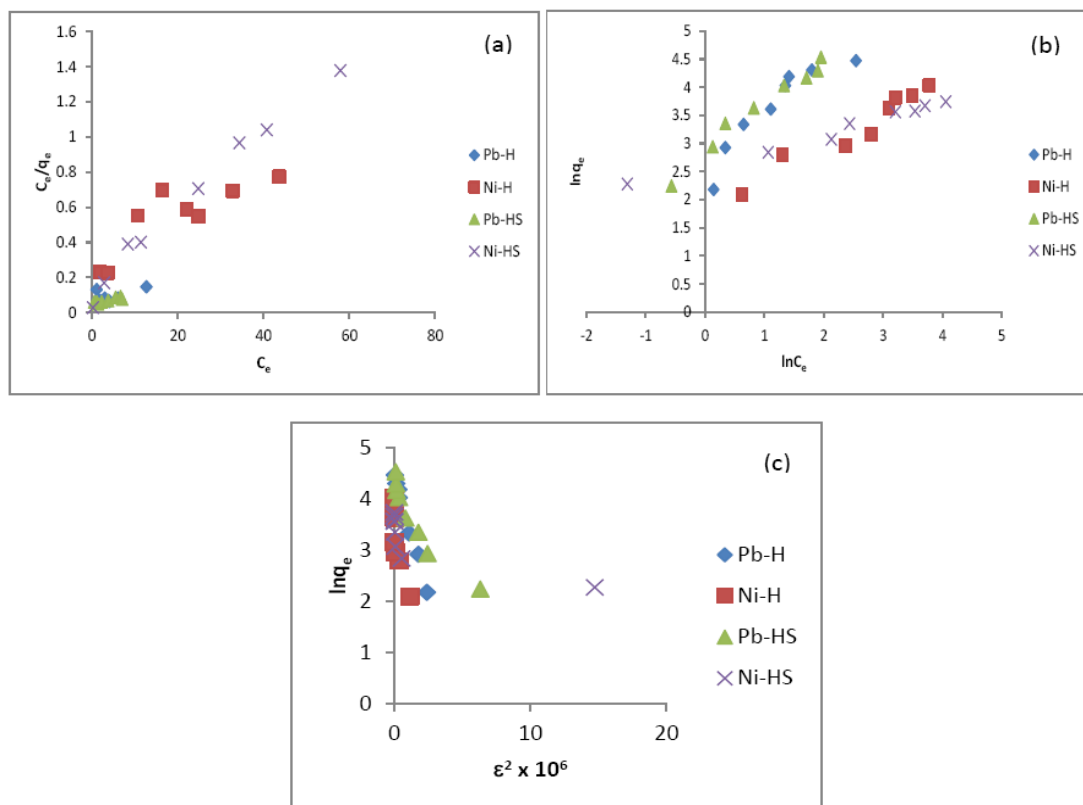 (a)
1.6
1.4
1.2
1
0.8
0.6
0.4
0.2
0
0 20 40 60 80
Ce/qe
Ce
Pb-H
Ni-H
Pb-HS
Ni-HS
(b)
5
4.5
4
3.5
3
2.5
2
1.5
1
0.5
0
-2 -1 0 1 2 3 4 5
lnqe
lnCe
Pb-H
Ni-H
Pb-HS
Ni-HS
(c)
5
4
3
2
1
0
0 10 20
lnqe
ε² x 10⁶
Pb-H
Ni-H
Pb-HS
Ni-HS